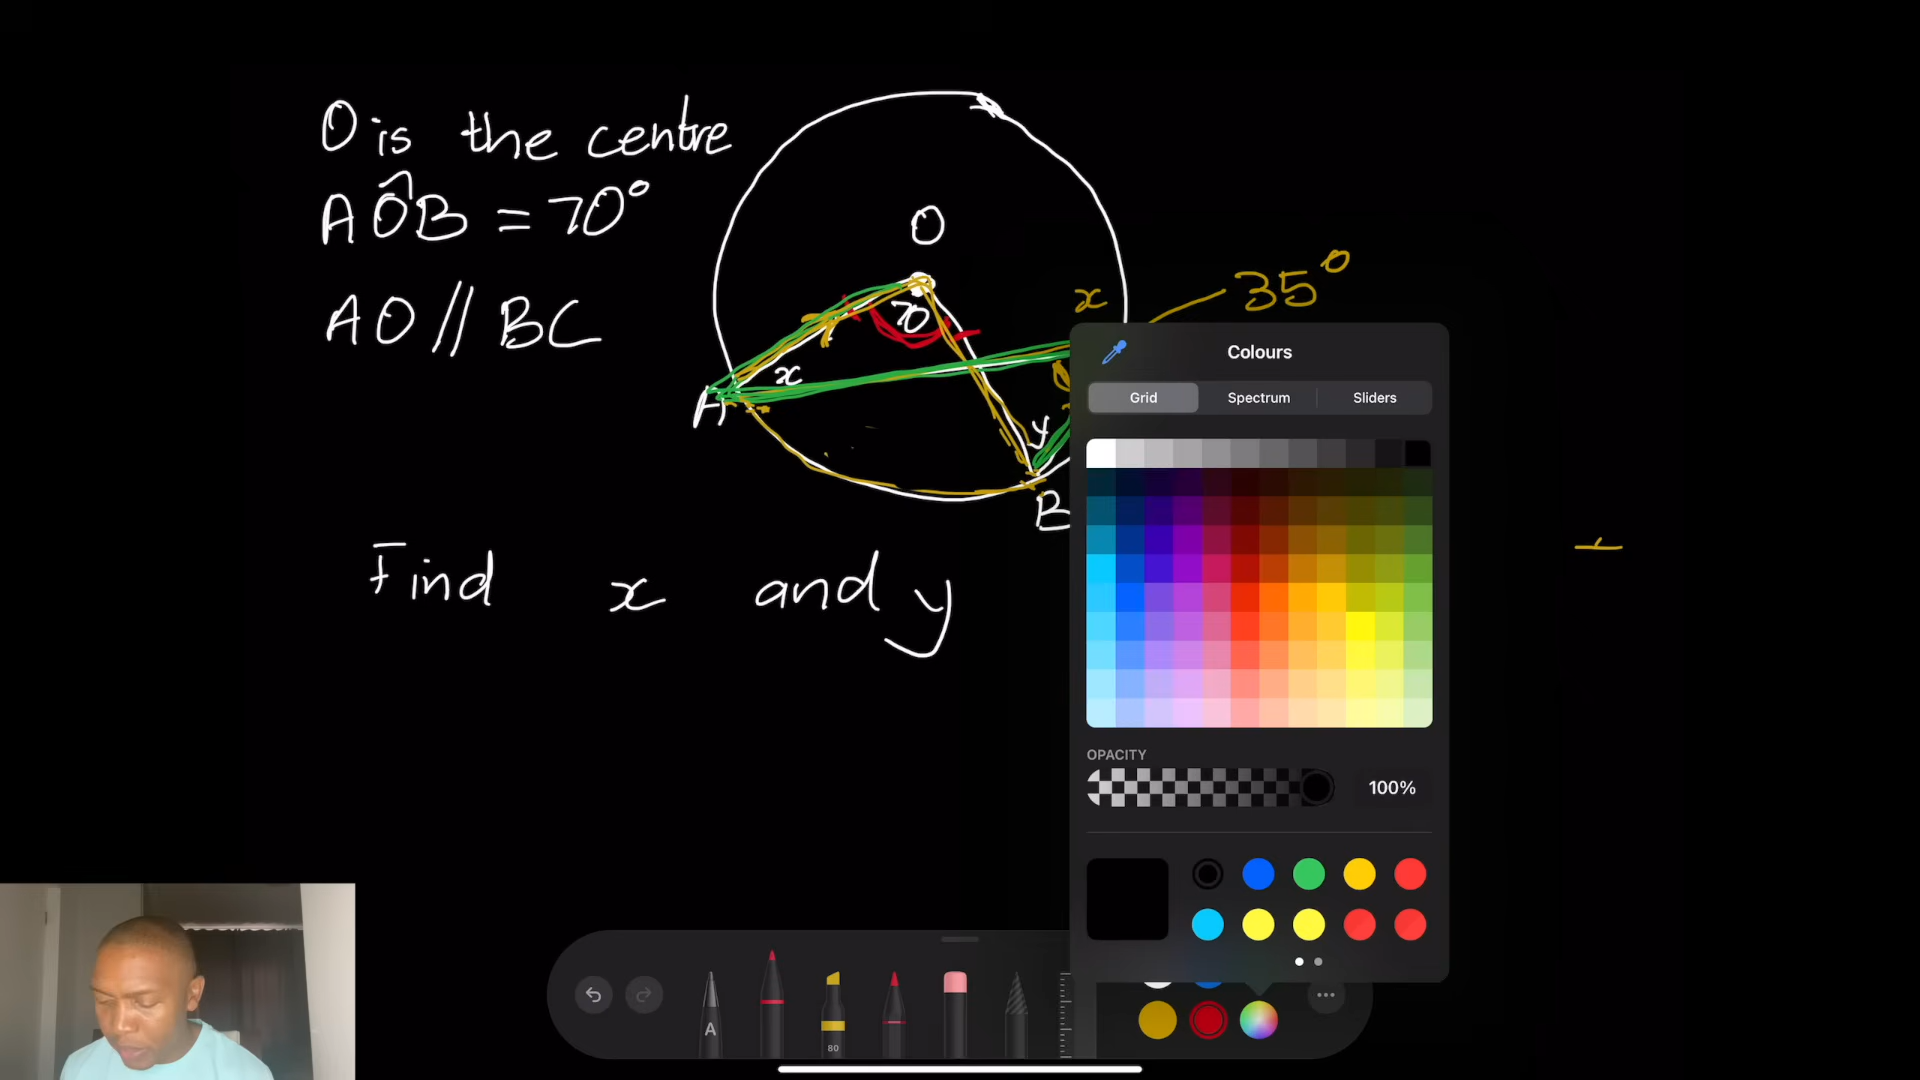 O is the centre
AÔB = 70°
AO // BC
O
70
x
35°
x
A
y
B
Find x and y
Colours
Grid Spectrum Sliders
OPACITY
100%
A
80